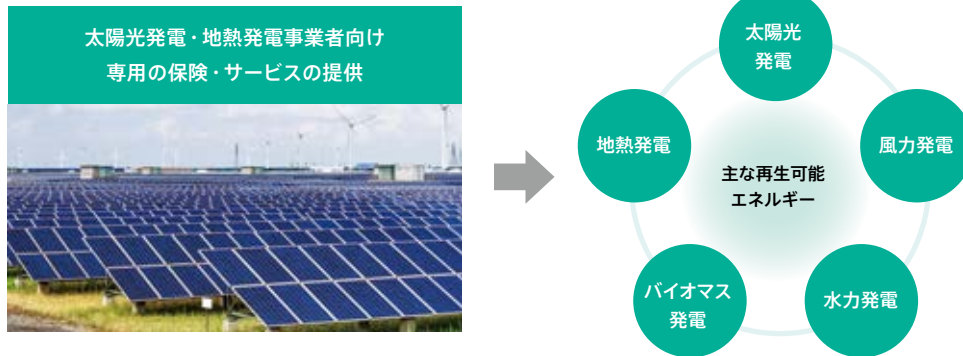 太陽光発電・地熱発電事業者向け
専用の保険・サービスの提供
太陽光
発電
地熱発電
風力発電
主な再生可能
エネルギー
バイオマス
発電
水力発電